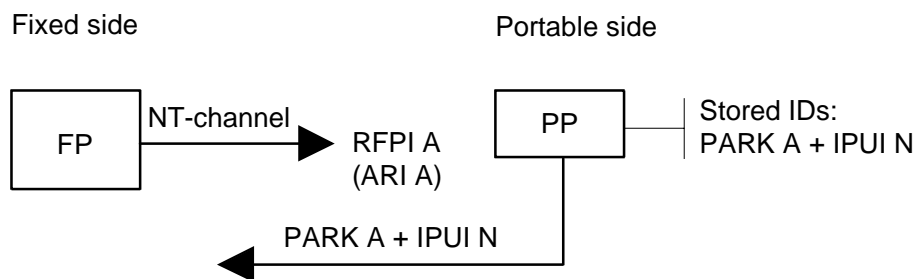 Fixed side
Portable side
FP
NT-channel
RFPI A
(ARI A)
PP
Stored IDs:
PARK A + IPUI N
PARK A + IPUI N